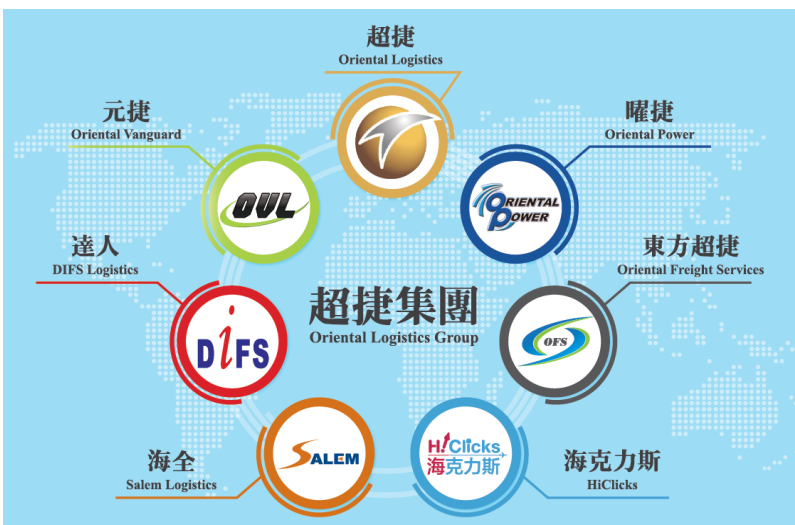 超捷
Oriental Logistics
元捷
Oriental Vanguard
OVL
曜捷
Oriental Power
ORIENTAL
POWER
達人
DIFS Logistics
DiFS
超捷集團
Oriental Logistics Group
東方超捷
Oriental Freight Services
OFS
海全
Salem Logistics
SALEM
H!Clicks
海克力斯
海克力斯
HiClicks